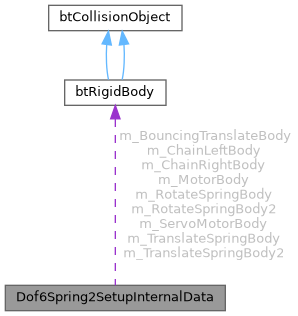 btCollisionObject
btRigidBody
m_BouncingTranslateBody
m_ChainLeftBody
m_ChainRightBody
m_MotorBody
m_RotateSpringBody
m_RotateSpringBody2
m_ServoMotorBody
m_TranslateSpringBody
m_TranslateSpringBody2
Dof6Spring2SetupInternalData